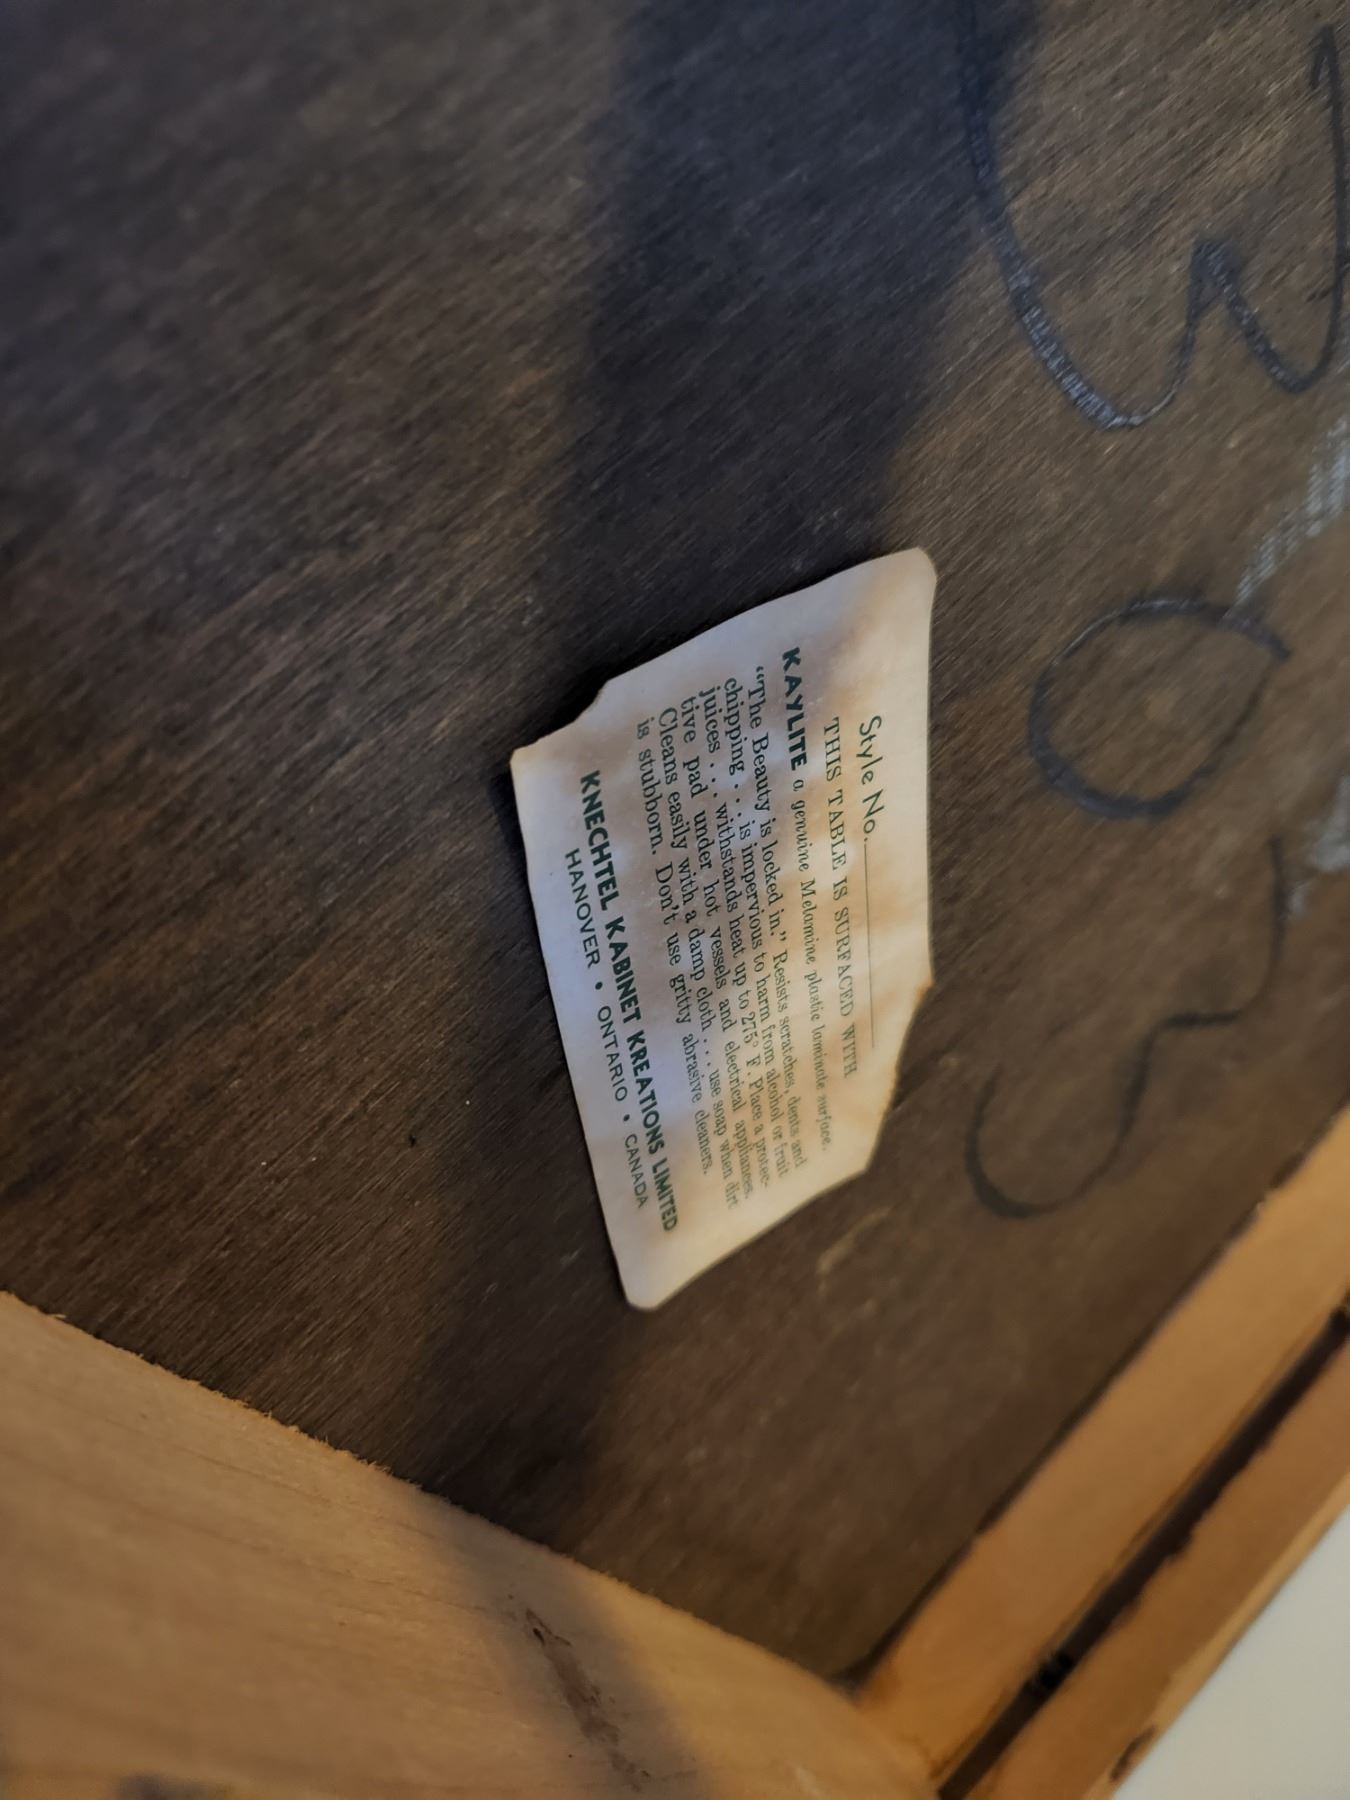 Style No.
THIS TABLE IS SURFACED WITH
KAYLITE a genuine Melamine plastic laminate surface.
“The Beauty is locked in.” Resists scratches, dents and
chipping . . . is impervious to harm from alcohol or fruit
juices . . . withstands heat up to 275° F. Place a protec-
tive pad under hot vessels and electrical appliances.
Cleans easily with a damp cloth . . . use soap when dirt
is stubborn. Don't use gritty abrasive cleaners.
KNECHTEL KABINET KREATIONS LIMITED
HANOVER • ONTARIO • CANADA